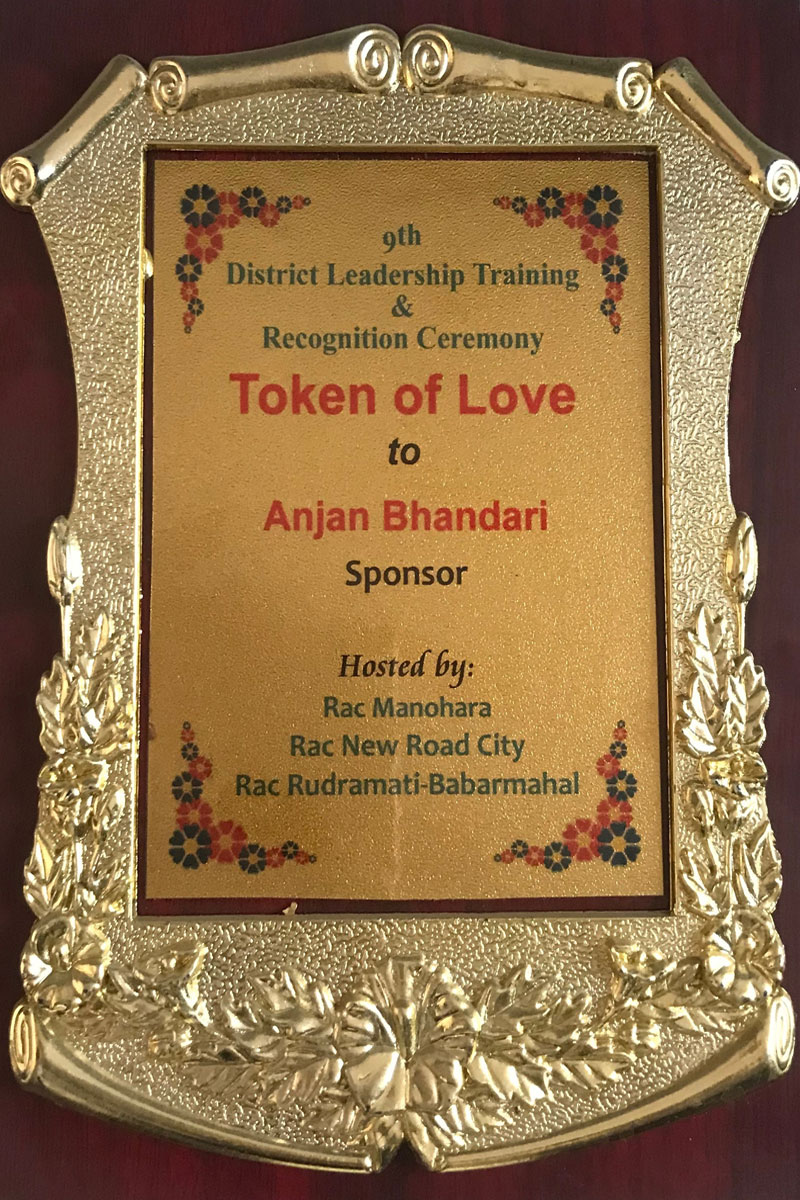 9th
District Leadership Training
&
Recognition Ceremony
Token of Love
to
Anjan Bhandari
Sponsor
Hosted by:
Rac Manohara
Rac New Road City
Rac Rudramati-Babarmahal